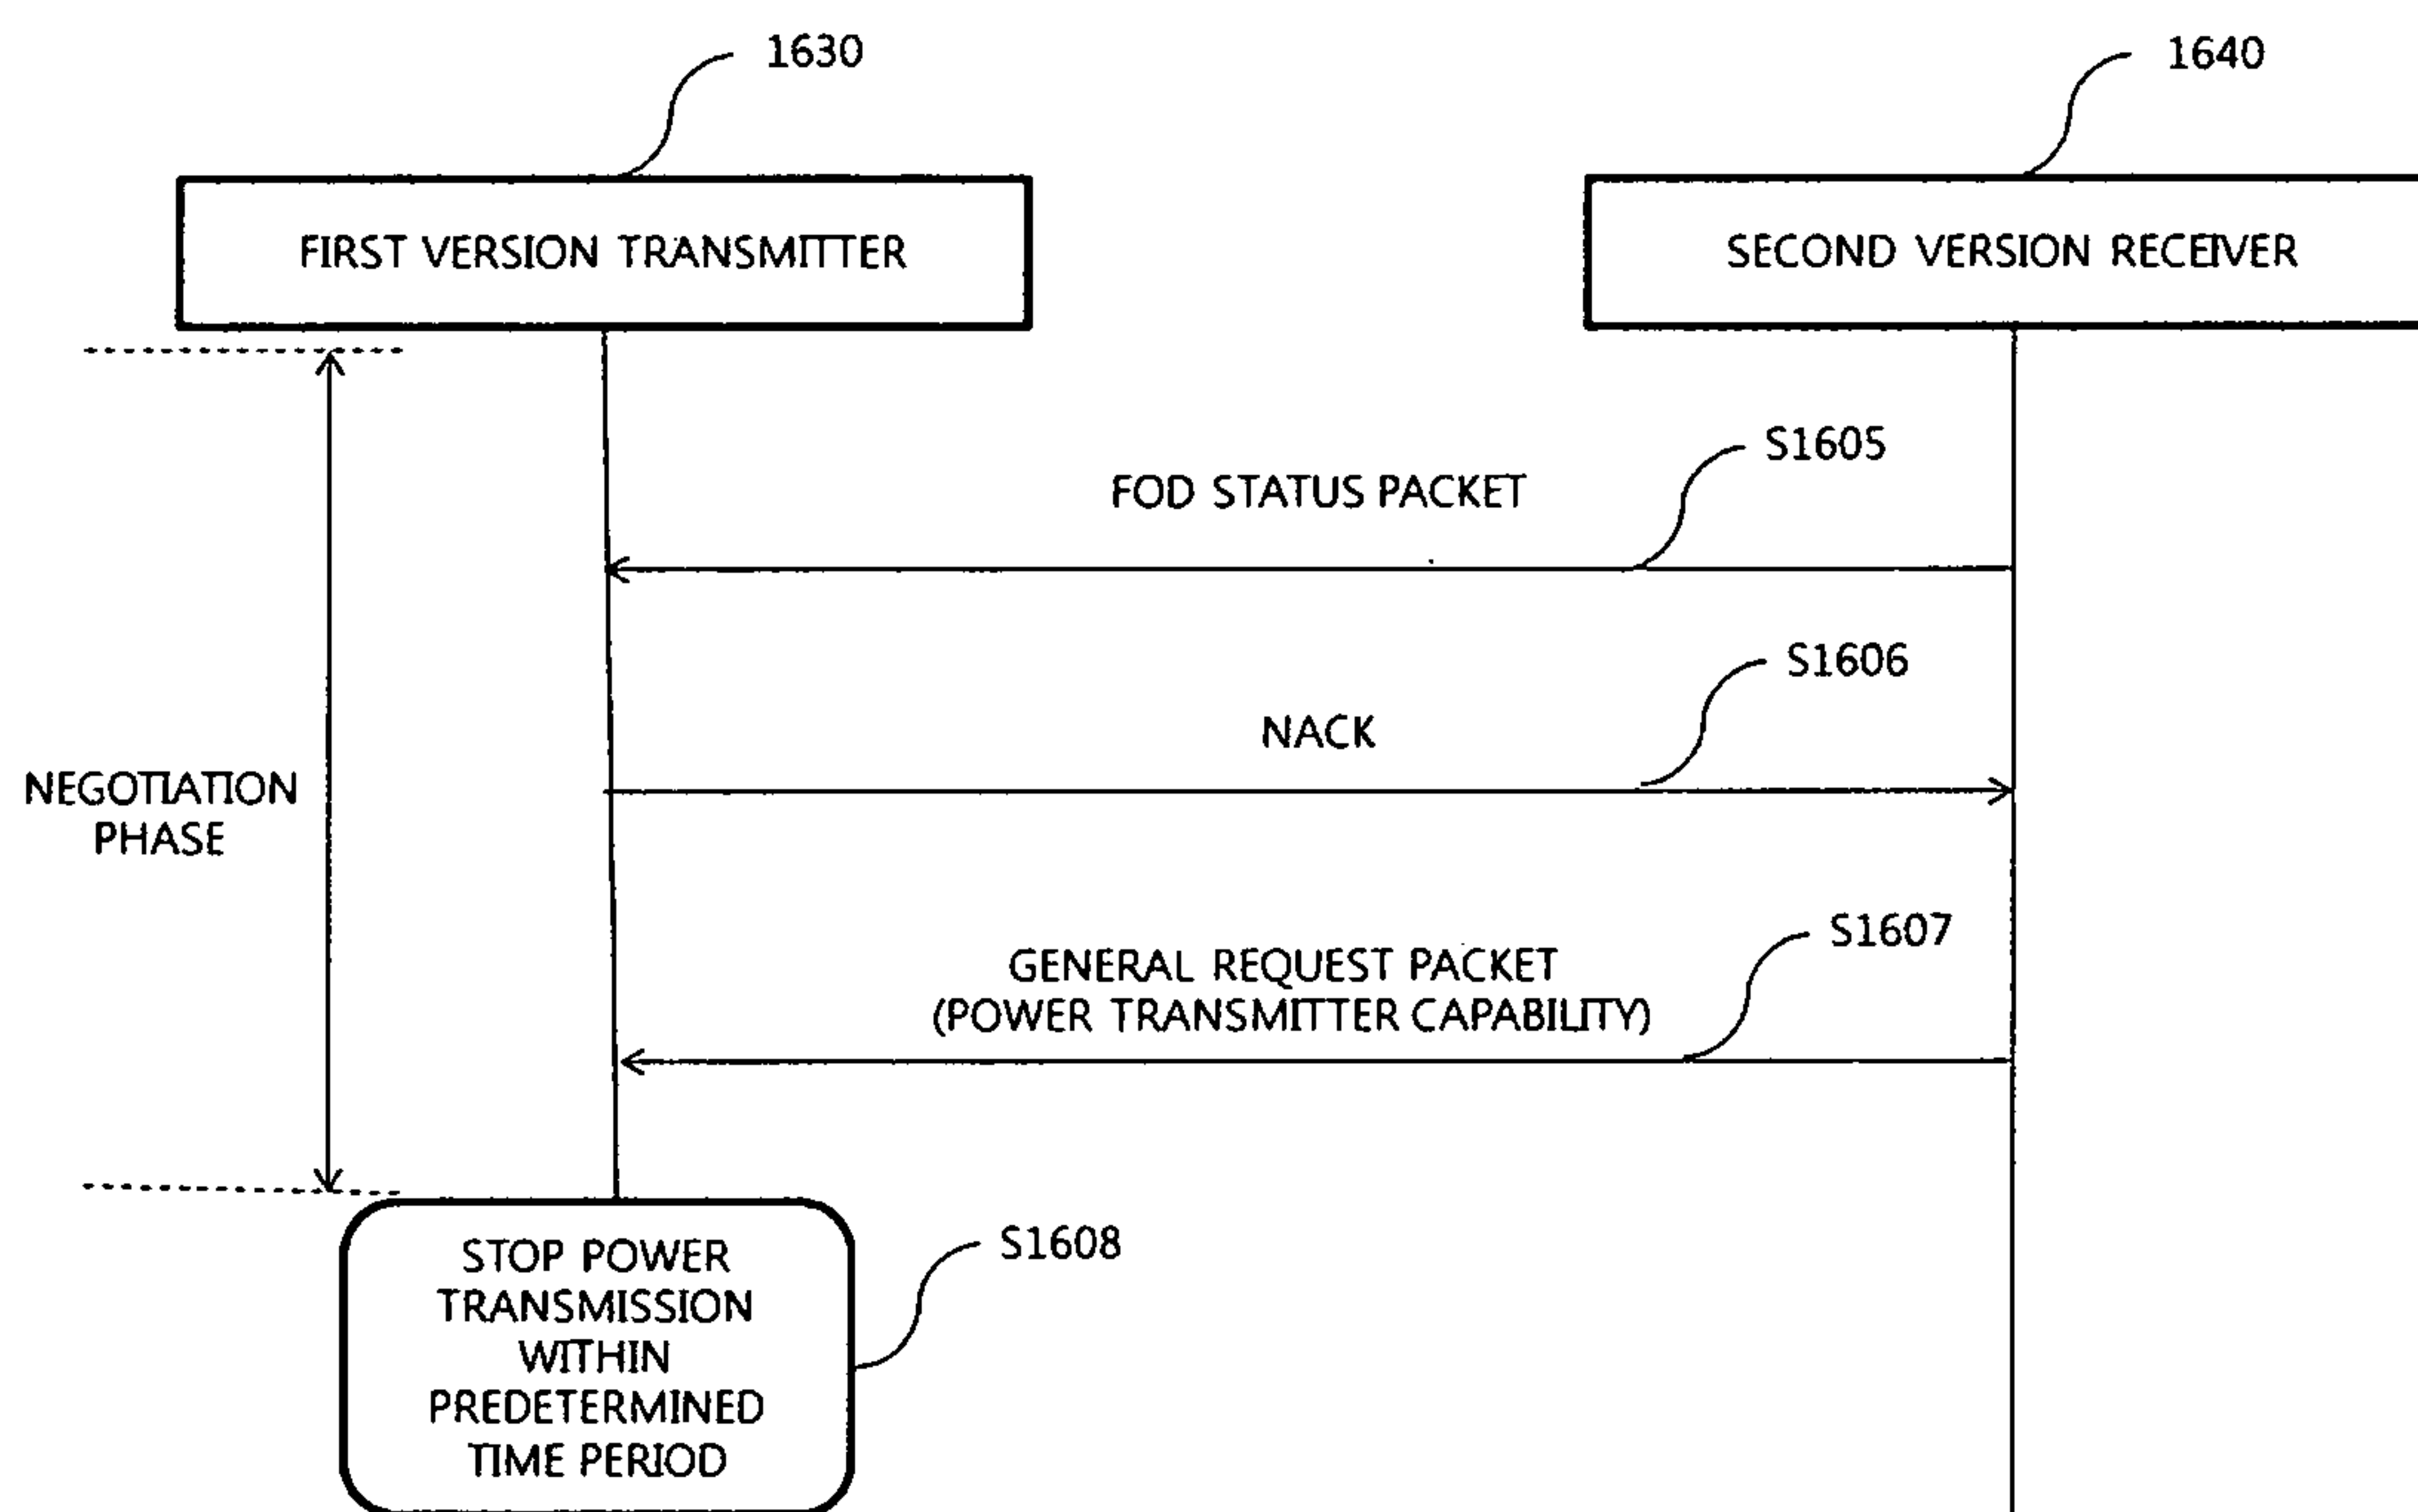 1630
1640
FIRST VERSION TRANSMITTER
SECOND VERSION RECEIVER
S1605
FOD STATUS PACKET
S1606
NACK
NEGOTIATION
PHASE
S1607
GENERAL REQUEST PACKET
(POWER TRANSMITTER CAPABILITY)
S1608
STOP POWER
TRANSMISSION
WITHIN
PREDETERMINED
TIME PERIOD